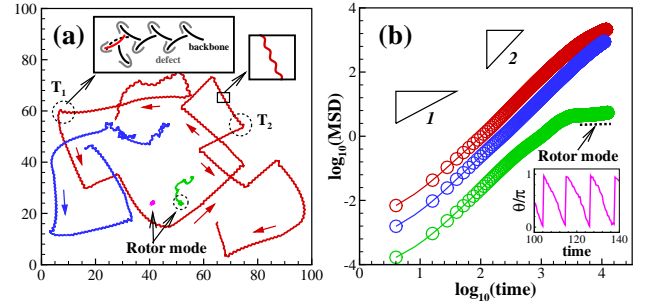 (a)
backbone
defect
T1
T2
Rotor mode
100
80
60
40
20
0
0 20 40 60 80 100
(b)
2
1
Rotor mode
log10(MSD)
4
2
0
-2
-4
0 1 2 3 4 5
log10(time)
θ/π
1
0
100 120 140
time